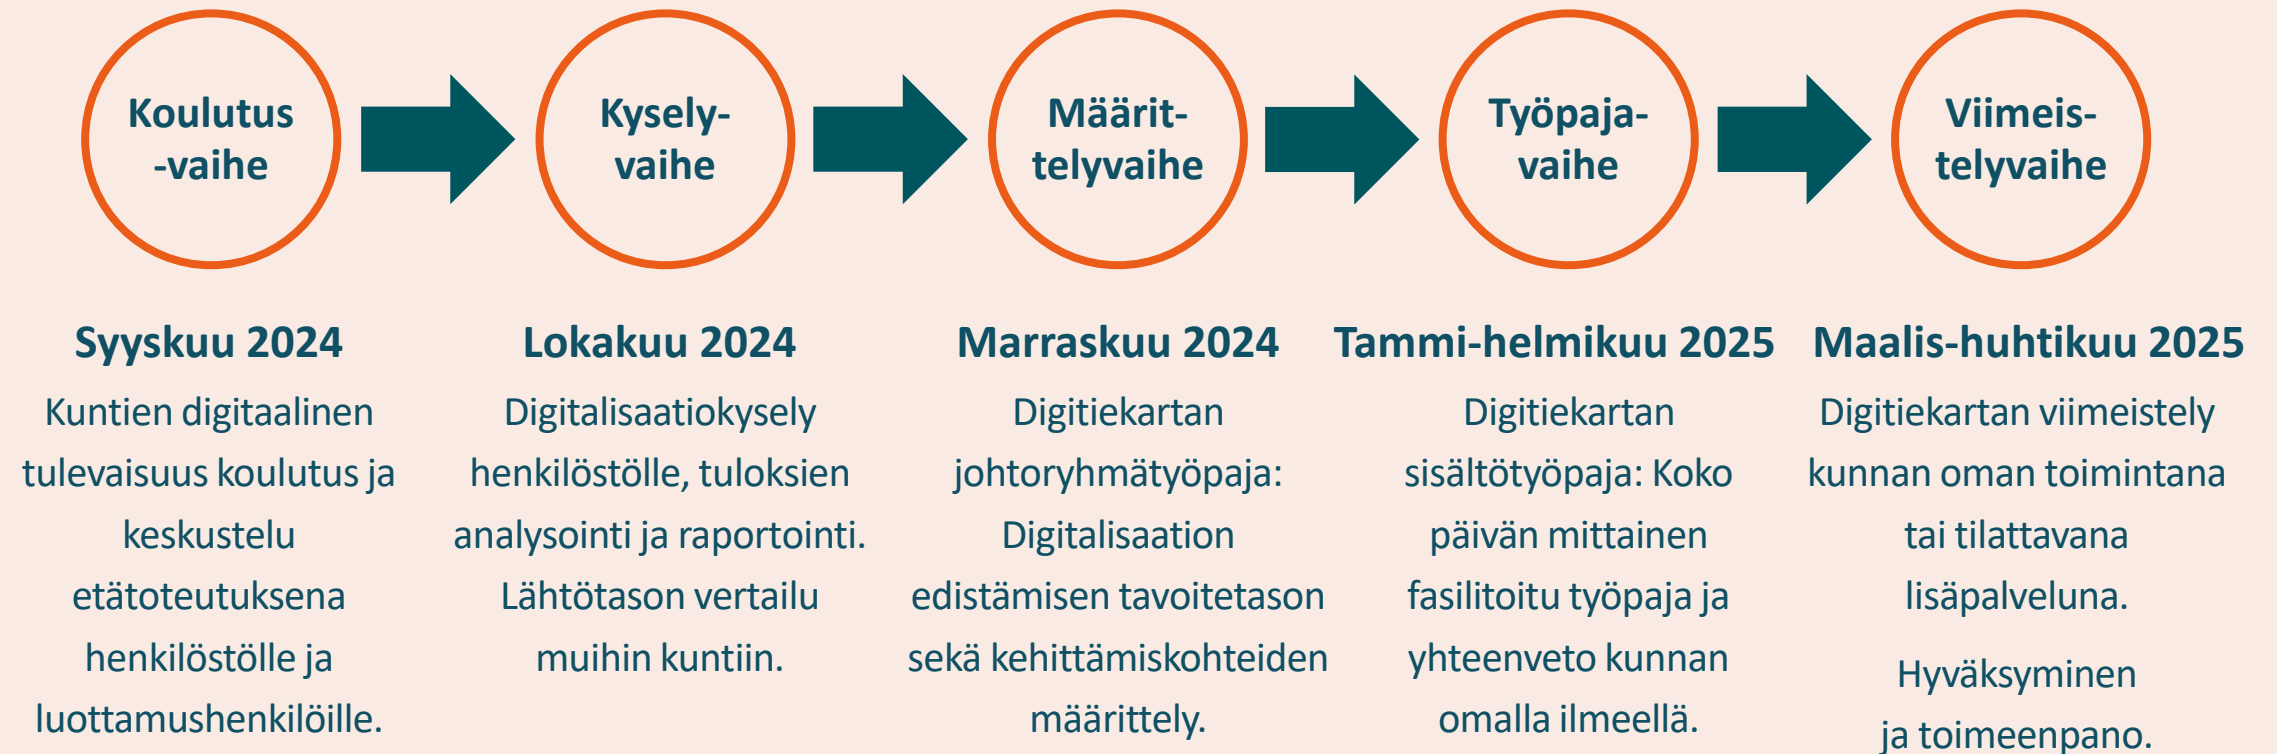 Koulutus
-vaihe
Kysely-
vaihe
Määrit-
telyvaihe
Työpaja-
vaihe
Viimeis-
telyvaihe
Syyskuu 2024
Kuntien digitaalinen
tulevaisuus koulutus ja
keskustelu
etätoteutuksena
henkilöstölle ja
luottamushenkilöille.
Lokakuu 2024
Digitalisaatiokysely
henkilöstölle, tuloksien
analysointi ja raportointi.
Lähtötason vertailu
muihin kuntiin.
Marraskuu 2024
Digitiekartan
johtoryhmätyöpaja:
Digitalisaation
edistämisen tavoitetason
sekä kehittämiskohteiden
määrittely.
Tammi-helmikuu 2025
Digitiekartan
sisältötyöpaja: Koko
päivän mittainen
fasilitoitu työpaja ja
yhteenveto kunnan
omalla ilmeellä.
Maalis-huhtikuu 2025
Digitiekartan viimeistely
kunnan oman toimintana
tai tilattavana
lisäpalveluna.
Hyväksyminen
ja toimeenpano.